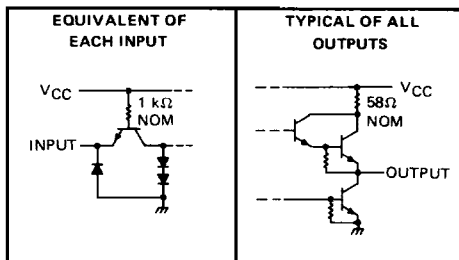 EQUIVALENT OF
EACH INPUT
VCC
1 kΩ
NOM
INPUT
TYPICAL OF ALL
OUTPUTS
VCC
58Ω
NOM
OUTPUT